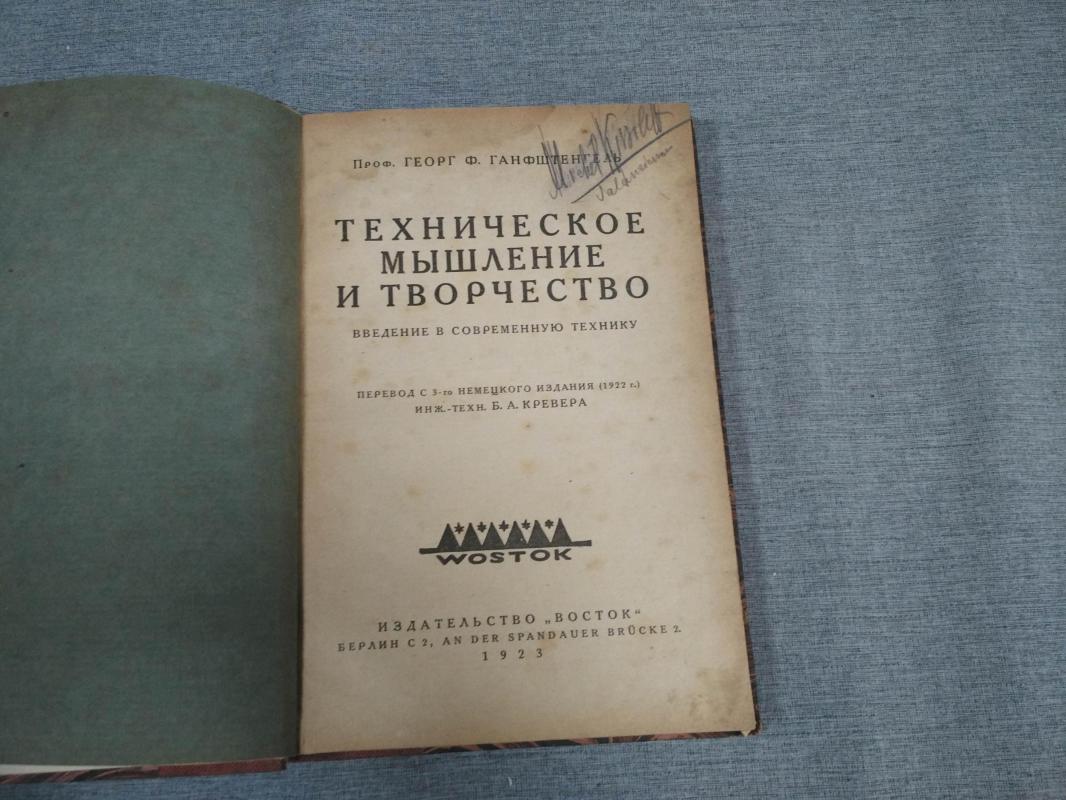 Проф. ГЕОРГ Ф. ГАНФШТЕНГЕЛЬ
ТЕХНИЧЕСКОЕ
МЫШЛЕНИЕ
И ТВОРЧЕСТВО
ВВЕДЕНИЕ В СОВРЕМЕННУЮ ТЕХНИКУ
ПЕРЕВОД С 3-го НЕМЕЦКОГО ИЗДАНИЯ (1922 г.)
ИНЖ.-ТЕХН. Б. А. КРЕВЕРА
WOSTOK
ИЗДАТЕЛЬСТВО „ВОСТОК“
БЕРЛИН C 2, AN DER SPANDAUER BRÜCKE 2.
1923